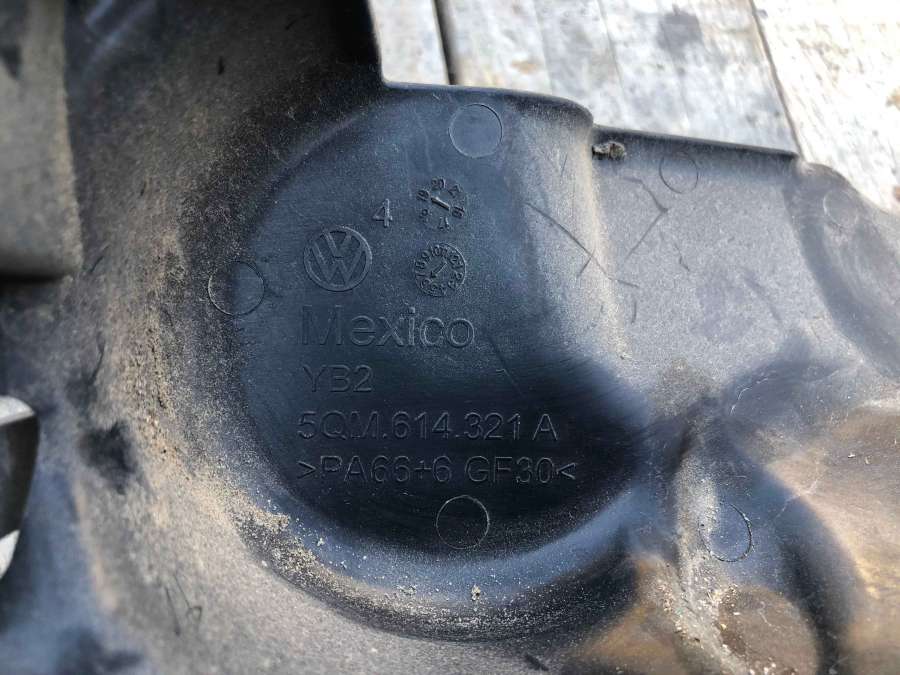 4
Mexico
YB2
5QM.614.321 A
>PA66+6 GF30<